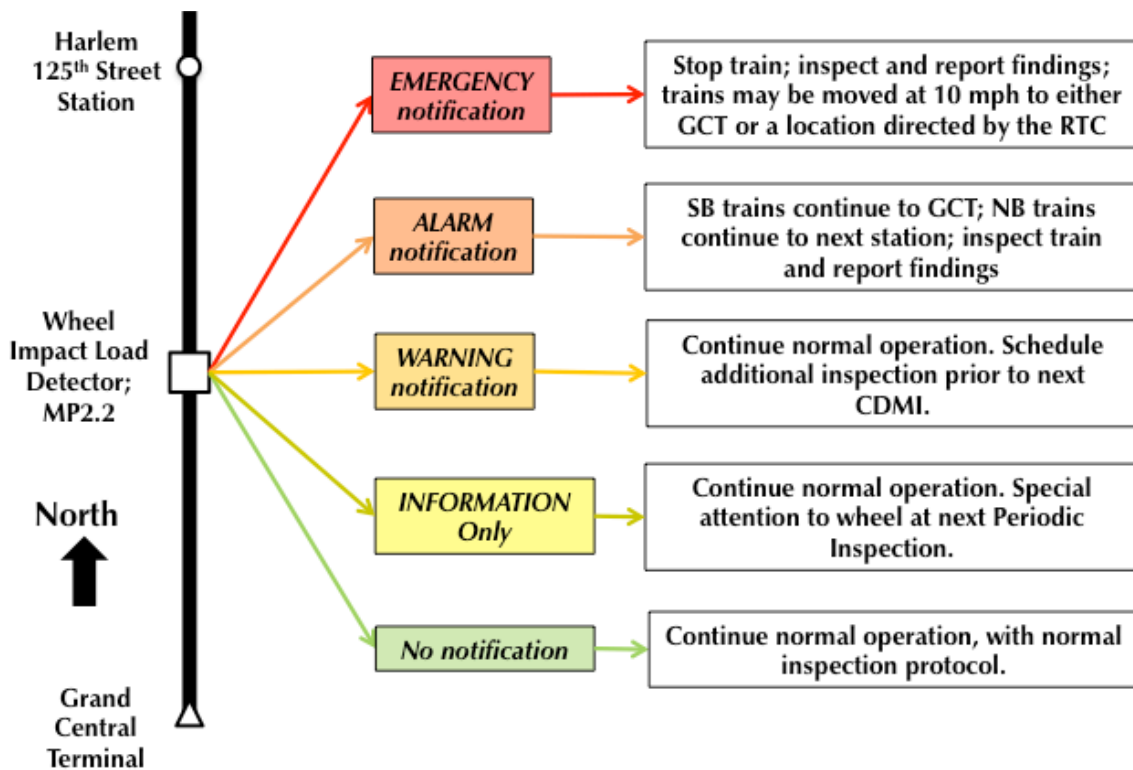 Harlem
125th Street
Station
EMERGENCY
notification
Stop train; inspect and report findings;
trains may be moved at 10 mph to either
GCT or a location directed by the RTC
ALARM
notification
SB trains continue to GCT; NB trains
continue to next station; inspect train
and report findings
Wheel
Impact Load
Detector;
MP2.2
WARNING
notification
Continue normal operation. Schedule
additional inspection prior to next
CDMI.
North
INFORMATION
Only
Continue normal operation. Special
attention to wheel at next Periodic
Inspection.
No notification
Continue normal operation, with normal
inspection protocol.
Grand
Central
Terminal